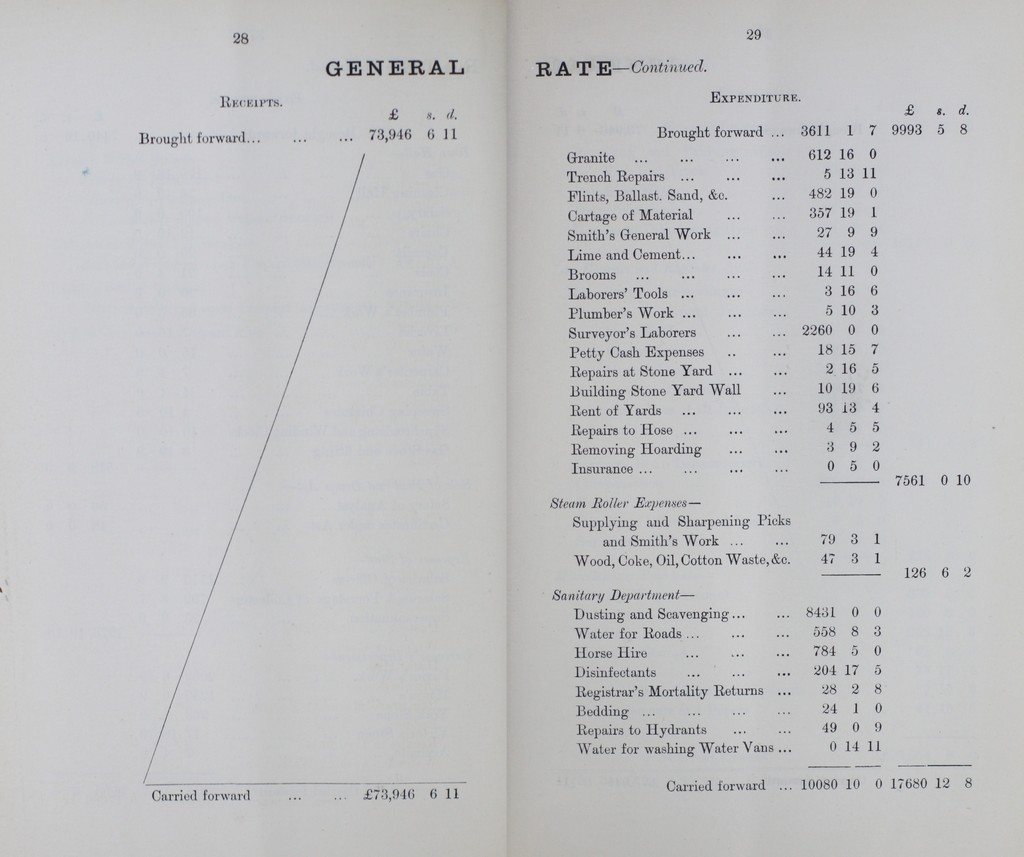 28
GENERAL
RECEIPTS.
£ s. d.
Brought forward... ... ... 73,946 6 11
Carried forward ... ... £73,946 6 11
29
RATE—Continued.
EXPENDITURE.
£ s. d.
Brought forward ... 3611 1 7 9993 5 8
Granite ... ... ... ... 612 16 0
Trench Repairs ... ... ... 5 13 11
Flints, Ballast. Sand, &c. ... 482 19 0
Cartage of Material ... ... 357 19 1
Smith's General Work ... ... 27 9 9
Lime and Cement... ... ... 44 19 4
Brooms ... ... ... ... 14 11 0
Laborers' Tools ... ... ... 3 16 6
Plumber's Work ... ... ... 5 10 3
Surveyor's Laborers ... ... 2260 0 0
Petty Cash Expenses .. ... 18 15 7
Repairs at Stone Yard ... ... 2 16 5
Building Stone Yard Wall ... 10 19 6
Rent of Yards ... ... ... 93 13 4
Repairs to Hose ... ... ... 4 5 5
Removing Hoarding ... ... 3 9 2
Insurance ... ... ... ... 0 5 0
7561 0 10
Steam Roller Expenses—
Supplying and Sharpening Picks
and Smith's Work ... ... 79 3 1
Wood, Coke, Oil, Cotton Waste, &c. 47 3 1
126 6 2
Sanitary Department—
Dusting and Scavenging... ... 8431 0 0
Water for Roads ... ... ... 558 8 3
Horse Hire ... ... ... 784 5 0
Disinfectants ... ... ... 204 17 5
Registrar's Mortality Returns ... 28 2 8
Bedding ... ... ... ... 24 1 0
Repairs to Hydrants ... ... 49 0 9
Water for washing Water Vans ... 0 14 11
Carried forward ... 10080 10 0 17680 12 8